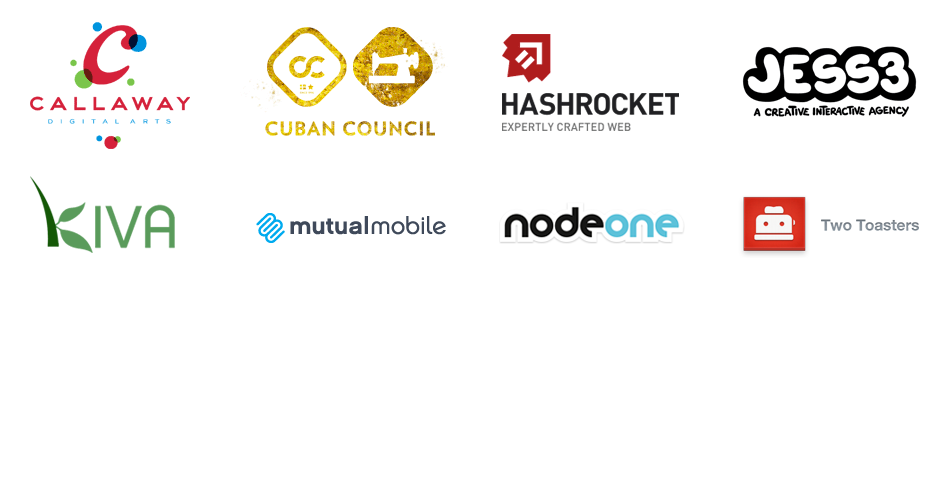 CALLAWAY
DIGITAL ARTS
CUBAN COUNCIL
HASHROCKET
EXPERTLY CRAFTED WEB
JESS3
A CREATIVE INTERACTIVE AGENCY
KIVA
mutualmobile
nodeone
Two Toasters